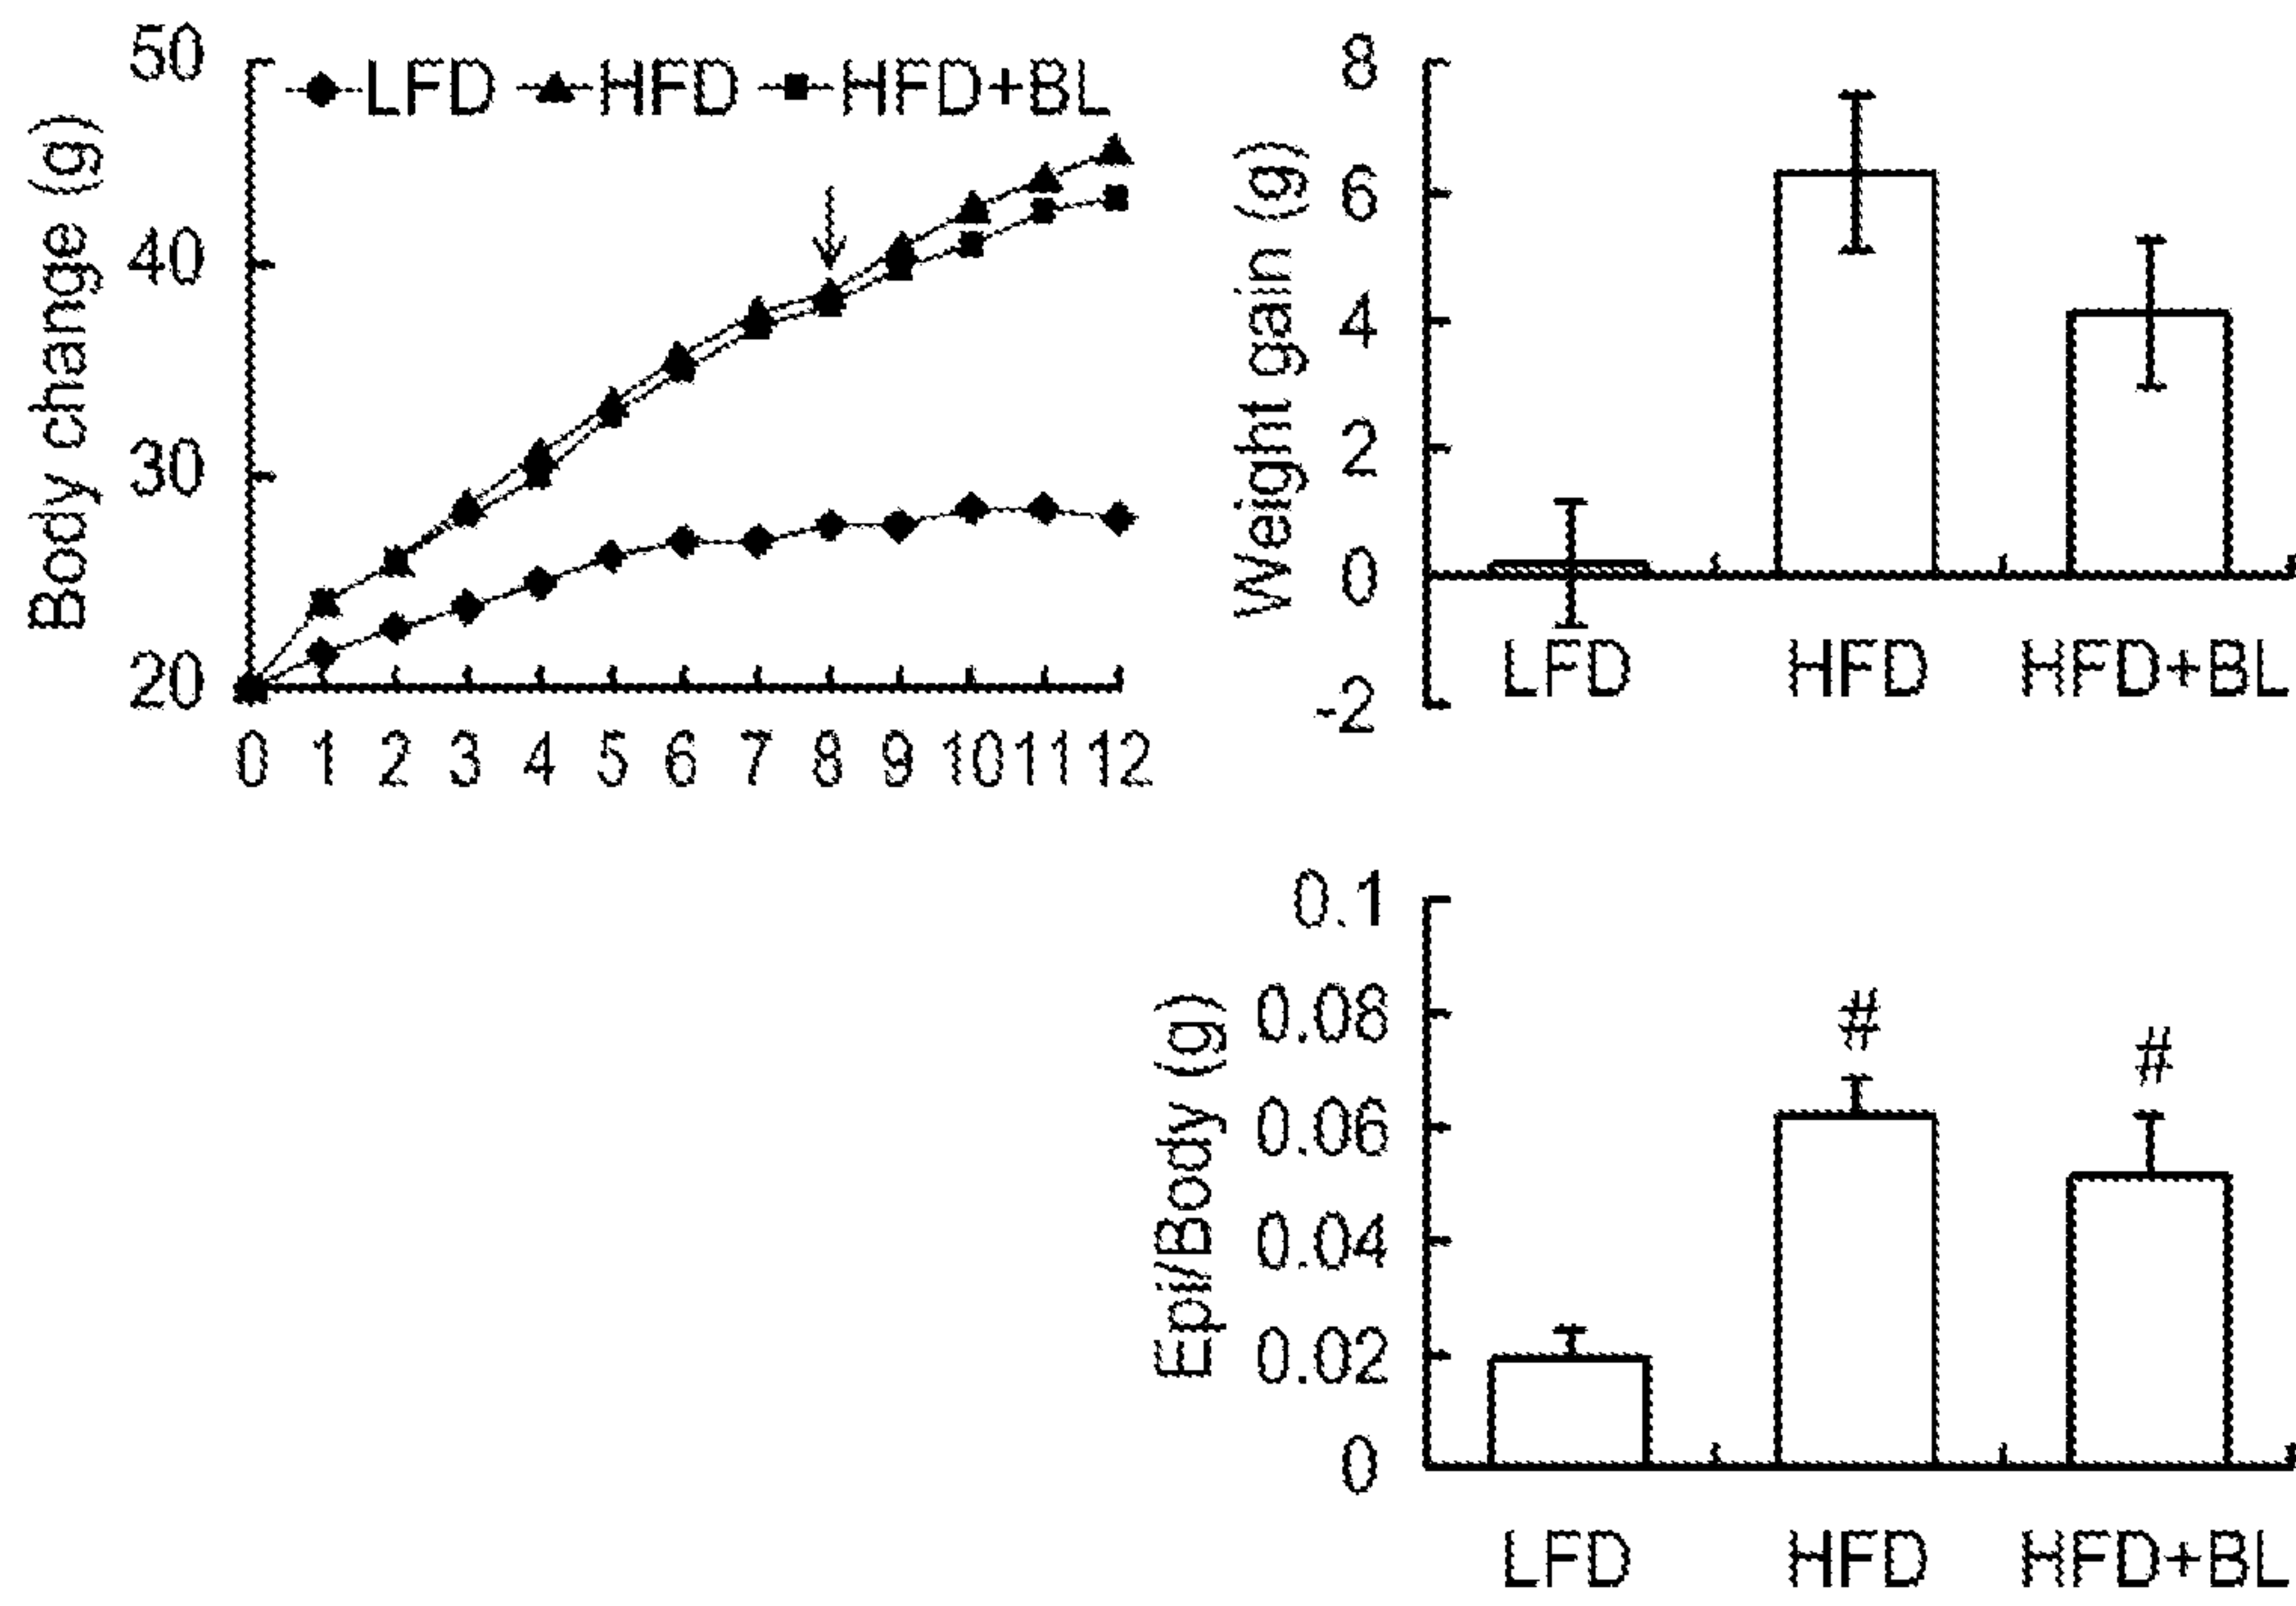 Body change (g)
50
40
30
20
LFD HFD HFD+BL
0 1 2 3 4 5 6 7 8 9 10 11 12
Weight gain (g)
8
6
4
2
0
-2
LFD HFD HFD+BL
Epi/Body (g)
0.1
0.08
0.06
0.04
0.02
0
# #
LFD HFD HFD+BL